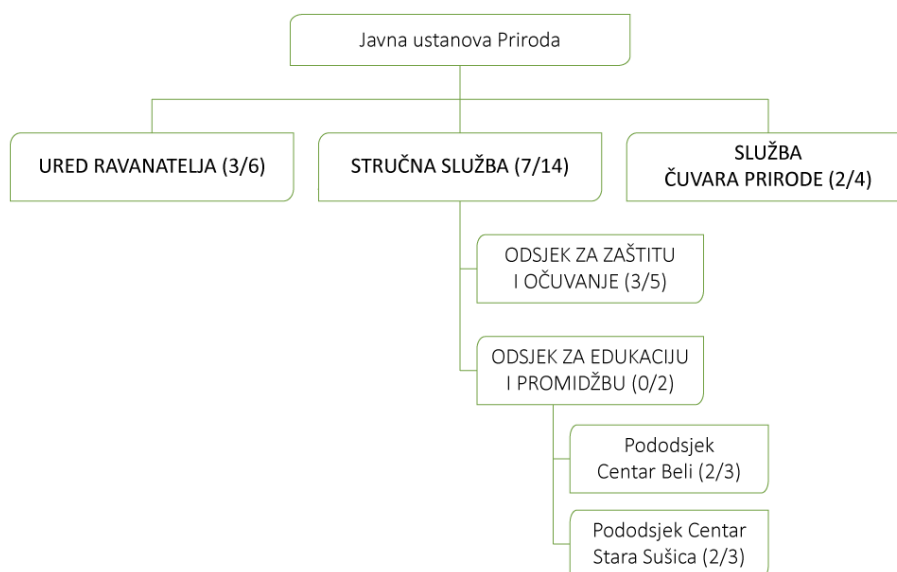 Javna ustanova Priroda
URED RAVANATELJA (3/6)
STRUČNA SLUŽBA (7/14)
SLUŽBA
ČUVARA PRIRODE (2/4)
ODSJEK ZA ZAŠTITU
I OČUVANJE (3/5)
ODSJEK ZA EDUKACIJU
I PROMIDŽBU (0/2)
Pododsjek
Centar Beli (2/3)
Pododsjek Centar
Stara Sušica (2/3)